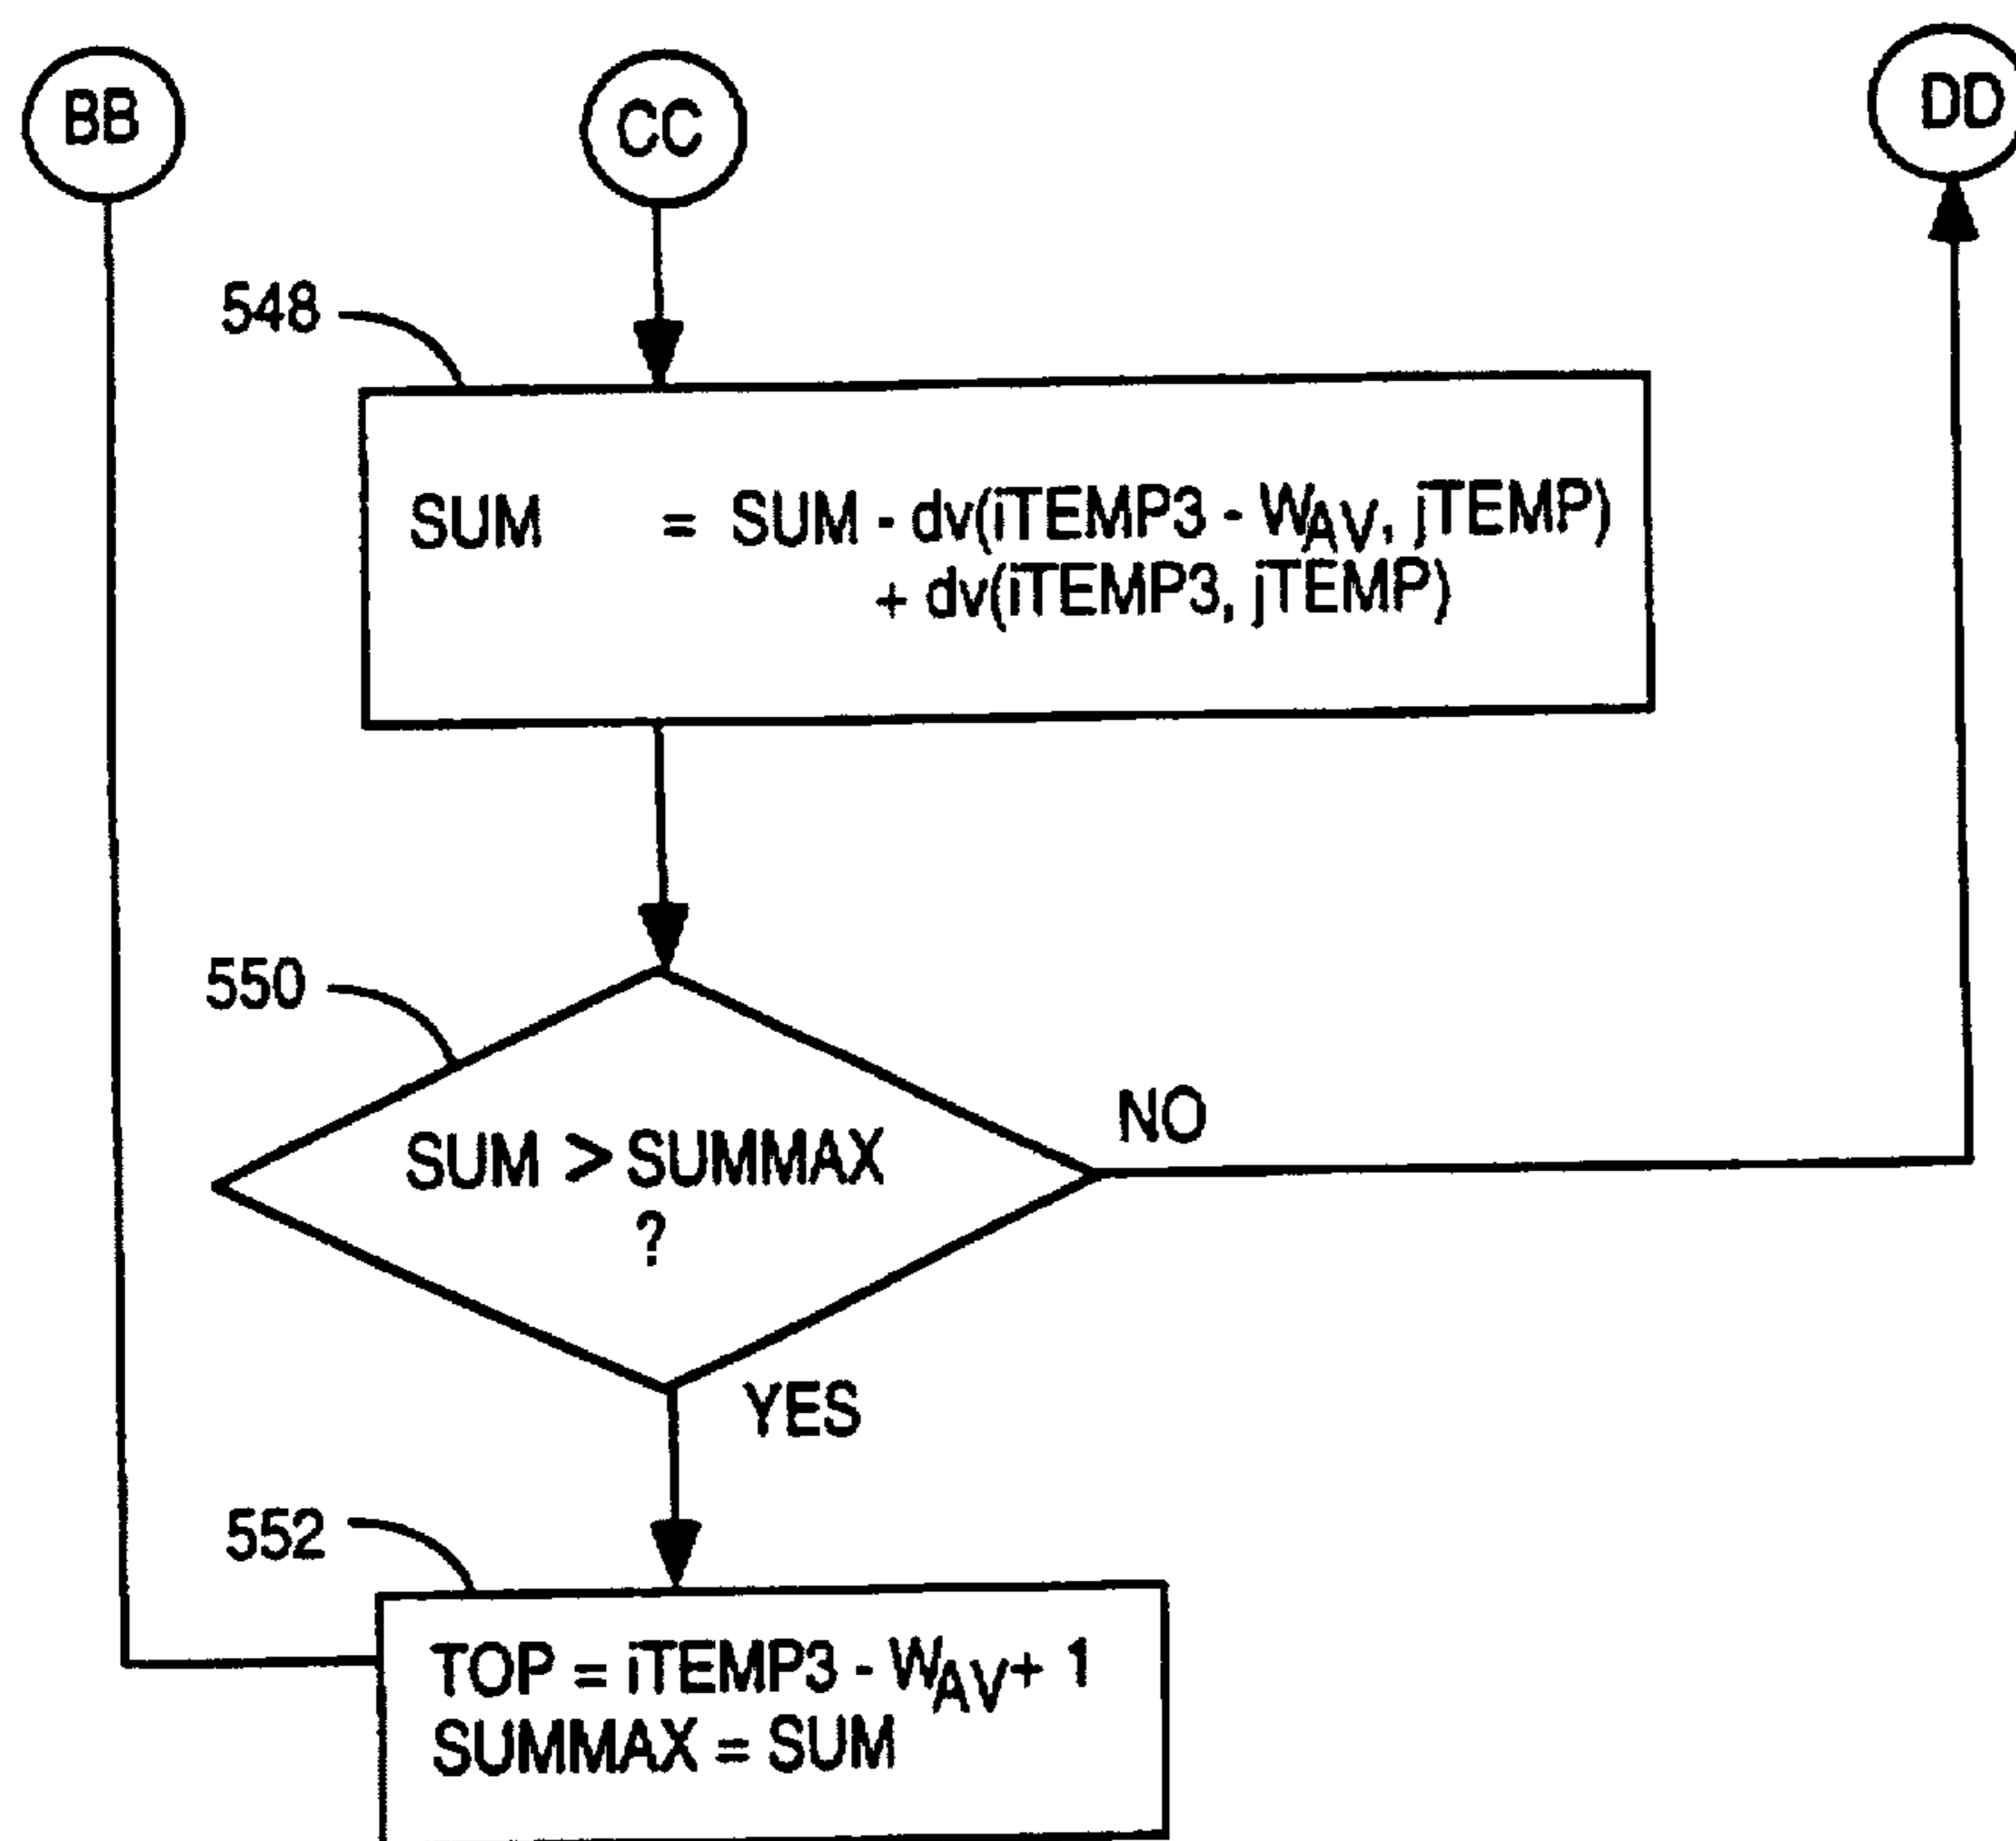 BB
CC
DD
548
SUM = SUM - dv(iTEMP3 - WAV, jTEMP)
+ dv(iTEMP3, jTEMP)
550
SUM > SUMMAX
?
NO
YES
552
TOP = iTEMP3 - WAV + 1
SUMMAX = SUM